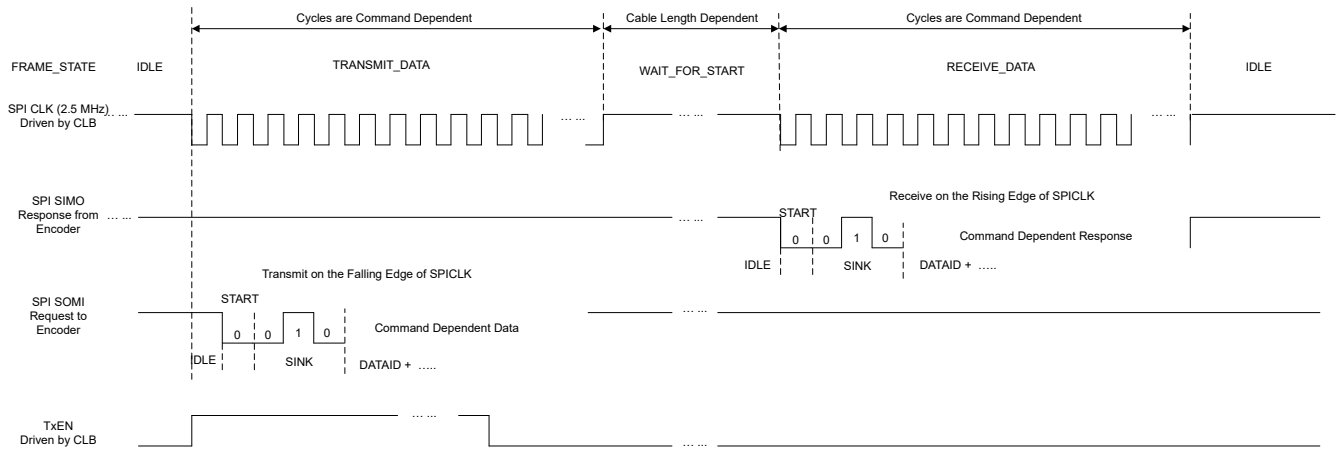 Cycles are Command Dependent
Cable Length Dependent
Cycles are Command Dependent
FRAME_STATE
IDLE
TRANSMIT_DATA
WAIT_FOR_START
RECEIVE_DATA
IDLE
SPI CLK (2.5 MHz)
Driven by CLB
... ...
... ...
... ...
... ...
SPI SIMO
Response from
Encoder
... ...
... ...
Receive on the Rising Edge of SPICLK
START
0 0 1 0
Command Dependent Response
IDLE
SINK
DATAID + .....
Transmit on the Falling Edge of SPICLK
SPI SOMI
Request to
Encoder
START
0 0 1 0
Command Dependent Data
... ...
IDLE
SINK
DATAID + .....
TxEN
Driven by CLB
... ...
... ...